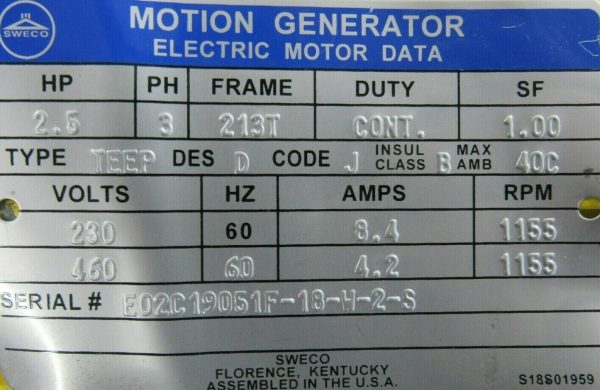 SWECO
MOTION GENERATOR
ELECTRIC MOTOR DATA
HP PH FRAME DUTY SF
2.5 3 213T CONT. 1.00
TYPE TEEP DES D CODE J INSUL CLASS B MAX AMB 40C
VOLTS HZ AMPS RPM
230 60 8.4 1155
460 60 4.2 1155
SERIAL # E02C19051F-18-H-2-S
SWECO
FLORENCE, KENTUCKY
ASSEMBLED IN THE U.S.A.
S18S01959